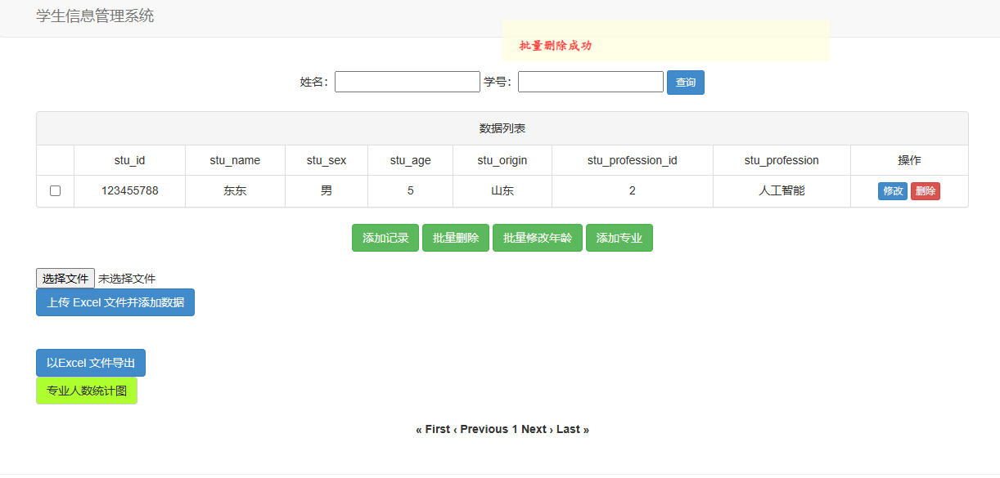 学生信息管理系统
批量删除成功
姓名: 学号: 查询
数据列表
stu_id stu_name stu_sex stu_age stu_origin stu_profession_id stu_profession 操作
123455788 东东 男 5 山东 2 人工智能 修改 删除
添加记录 批量删除 批量修改年龄 添加专业
选择文件 未选择文件
上传 Excel 文件并添加数据
以Excel 文件导出
专业人数统计图
« First ‹ Previous 1 Next › Last »